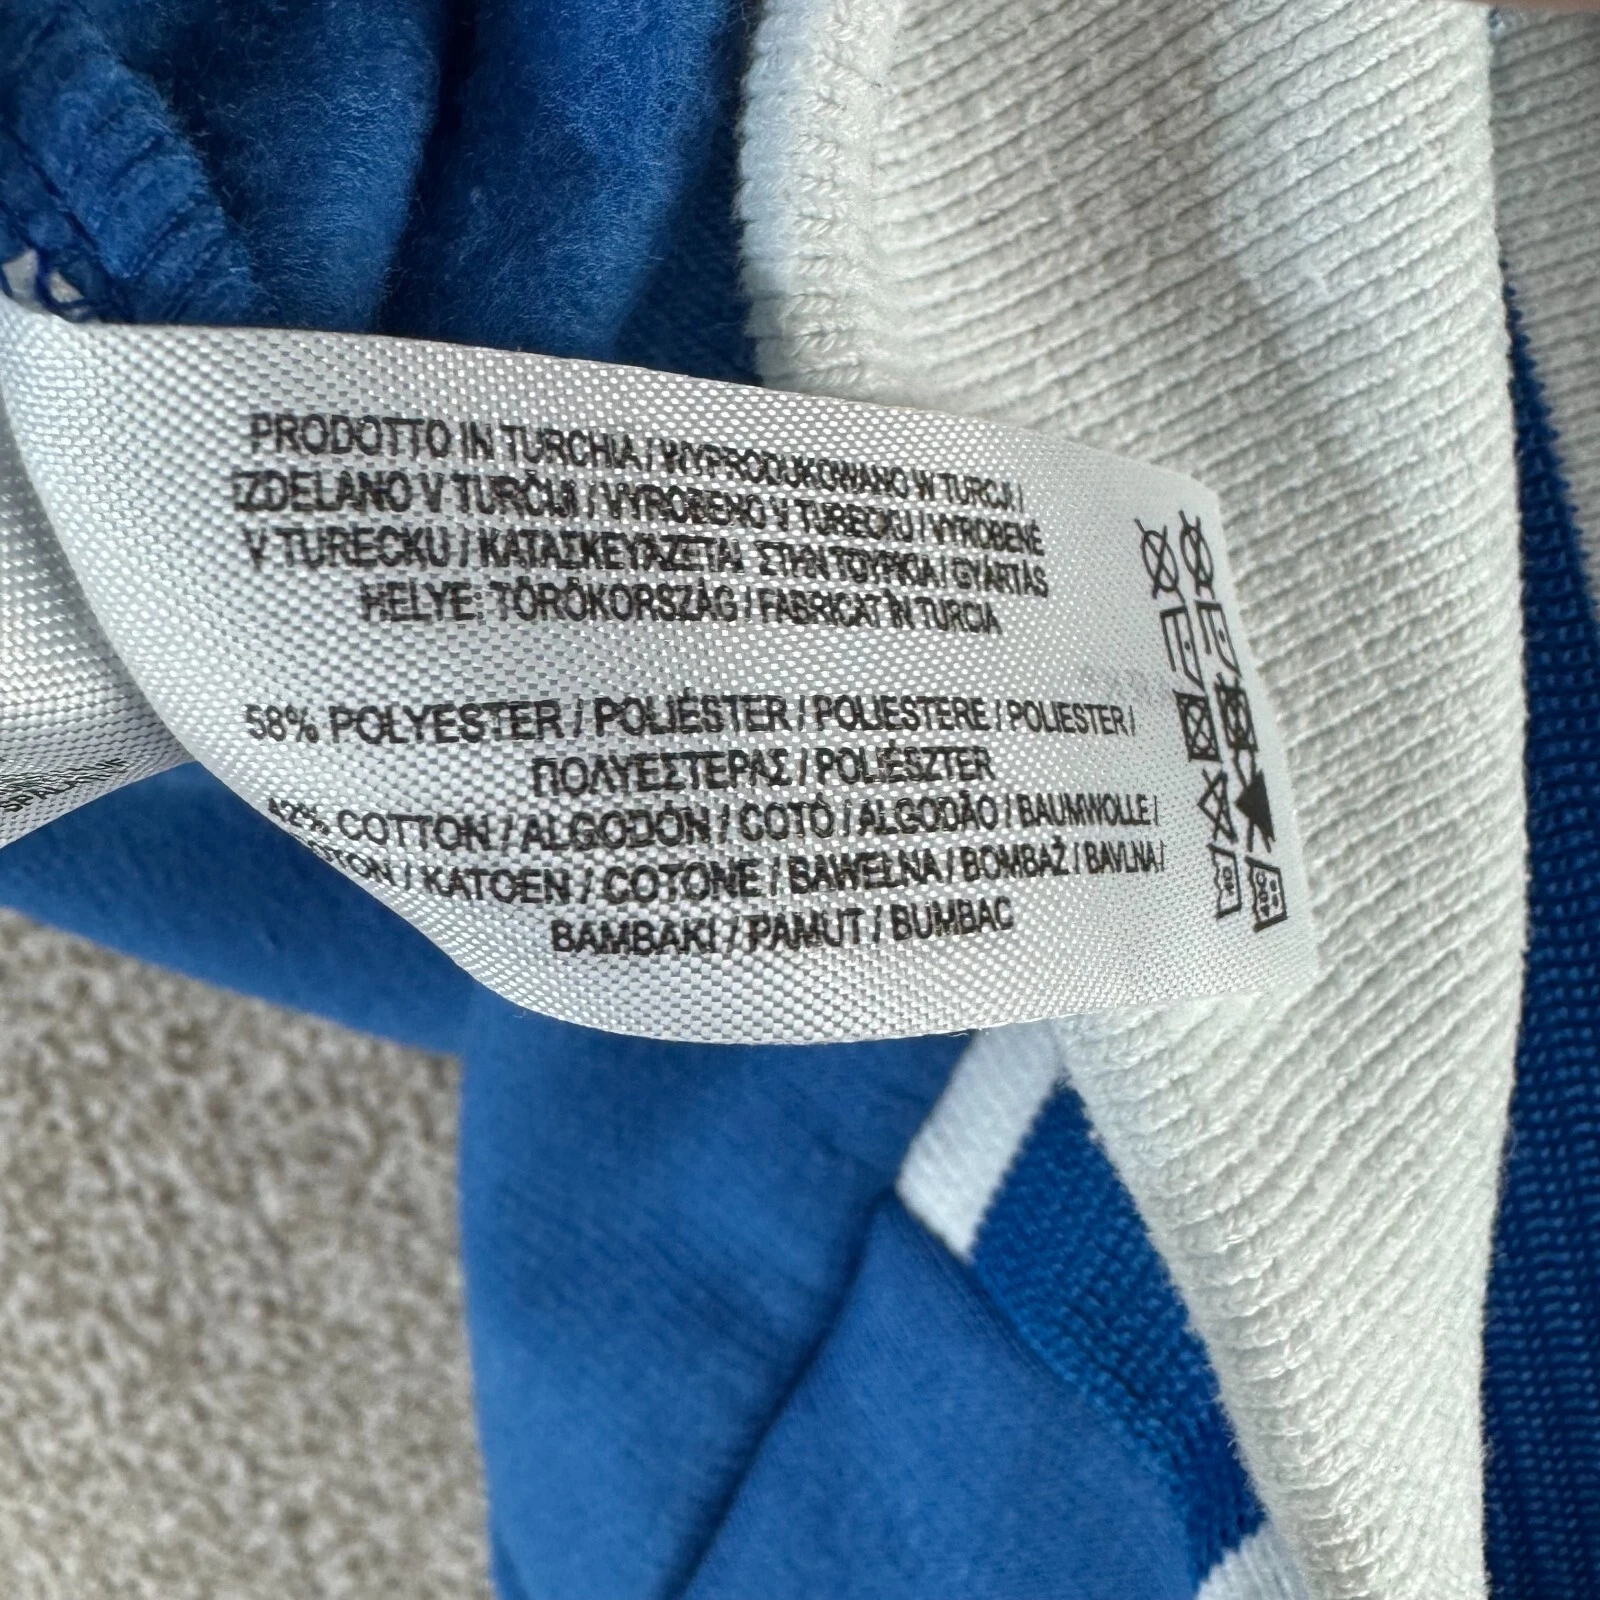 PRODOTTO IN TURCHIA / WYPRODUKOWANO W TURCJI /
IZDELANO V TURČIJI / VYROBENO V TURECKU / VYROBENÉ
V TURECKU / ΚΑΤΑΣΚΕΥΑΖΕΤΑΙ ΣΤΗΝ ΤΟΥΡΚΙΑ / GYÁRTÁS
HELYE: TÖRÖKORSZÁG / FABRICAT ÎN TURCIA
58% POLYESTER / POLIÉSTER / POLIESTERE / POLIESTER /
ΠΟΛΥΕΣΤΕΡΑΣ / POLIÉSZTER
42% COTTON / ALGODÓN / COTÓ / ALGODÃO / BAUMWOLLE /
OTON / KATOEN / COTONE / BAWEŁNA / BOMBAŽ / BAVLNA /
BAMBAKI / PAMUT / BUMBAC